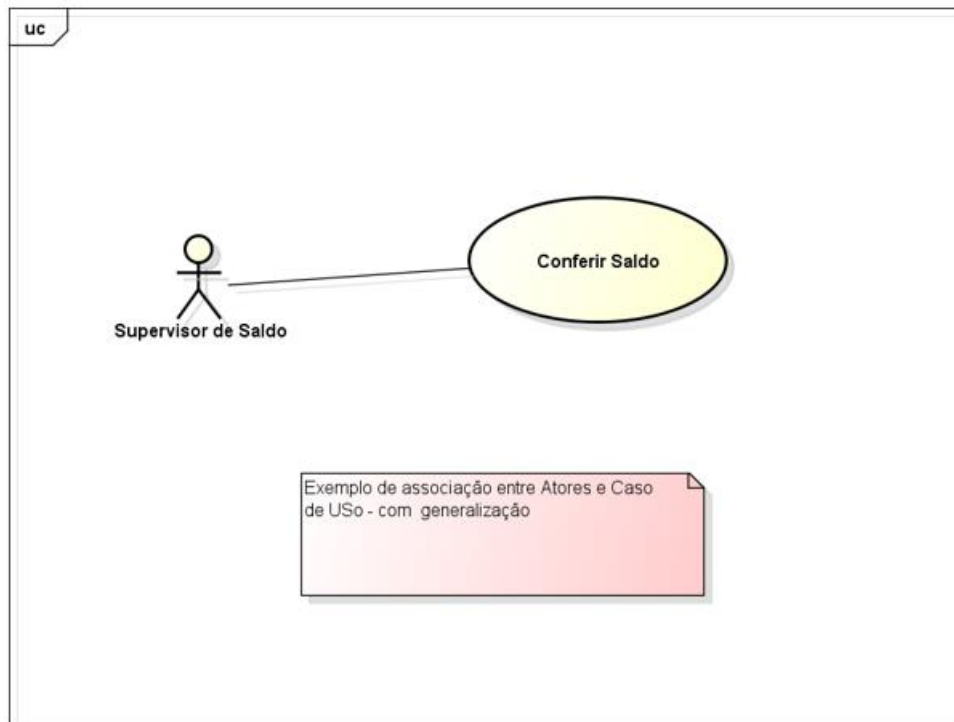 uc
Conferir Saldo
Supervisor de Saldo
Exemplo de associação entre Atores e Caso
de USo - com  generalização